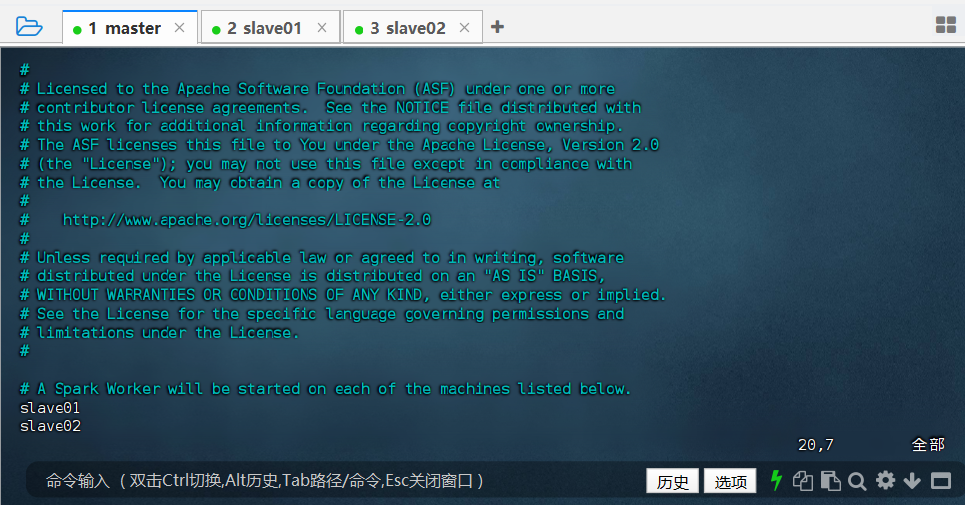 1 master
2 slave01
3 slave02
#
# Licensed to the Apache Software Foundation (ASF) under one or more
# contributor license agreements.  See the NOTICE file distributed with
# this work for additional information regarding copyright ownership.
# The ASF licenses this file to You under the Apache License, Version 2.0
# (the "License"); you may not use this file except in compliance with
# the License.  You may obtain a copy of the License at
#
#    http://www.apache.org/licenses/LICENSE-2.0
#
# Unless required by applicable law or agreed to in writing, software
# distributed under the License is distributed on an "AS IS" BASIS,
# WITHOUT WARRANTIES OR CONDITIONS OF ANY KIND, either express or implied.
# See the License for the specific language governing permissions and
# limitations under the License.
#
# A Spark Worker will be started on each of the machines listed below.
slave01
slave02
20,7 全部
命令输入 （双击Ctrl切换,Alt历史,Tab路径/命令,Esc关闭窗口）
历史 选项